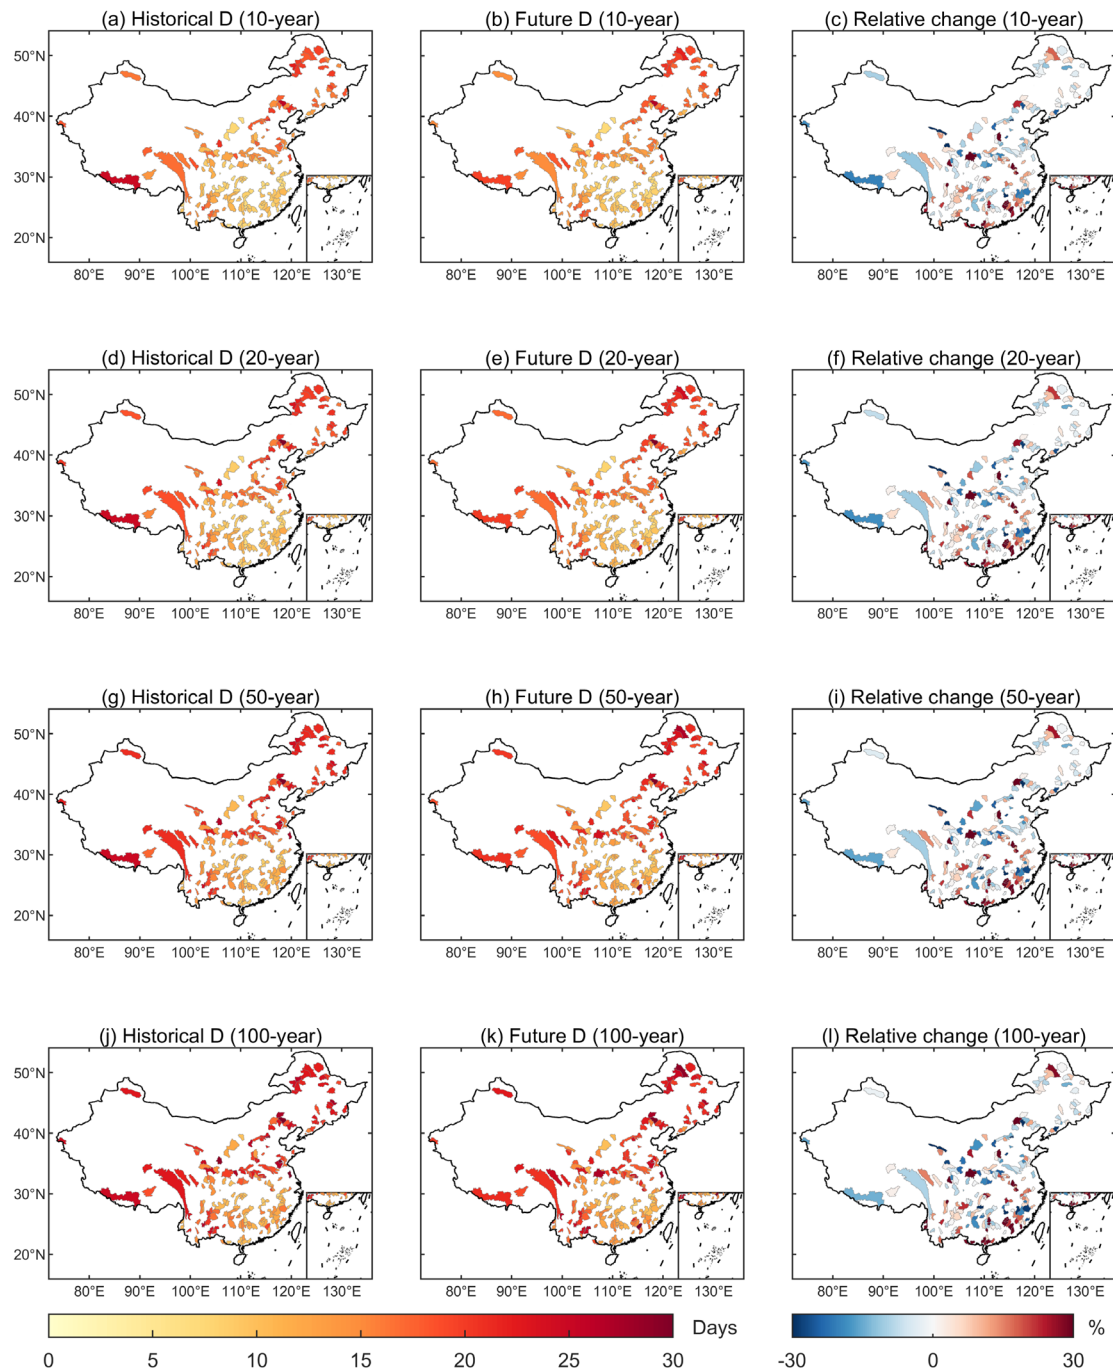 (a) Historical D (10-year) (b) Future D (10-year) (c) Relative change (10-year)
50°N
40°N
30°N
20°N
80°E 90°E 100°E 110°E 120°E 130°E 80°E 90°E 100°E 110°E 120°E 130°E 80°E 90°E 100°E 110°E 120°E 130°E
(d) Historical D (20-year) (e) Future D (20-year) (f) Relative change (20-year)
50°N
40°N
30°N
20°N
80°E 90°E 100°E 110°E 120°E 130°E 80°E 90°E 100°E 110°E 120°E 130°E 80°E 90°E 100°E 110°E 120°E 130°E
(g) Historical D (50-year) (h) Future D (50-year) (i) Relative change (50-year)
50°N
40°N
30°N
20°N
80°E 90°E 100°E 110°E 120°E 130°E 80°E 90°E 100°E 110°E 120°E 130°E 80°E 90°E 100°E 110°E 120°E 130°E
(j) Historical D (100-year) (k) Future D (100-year) (l) Relative change (100-year)
50°N
40°N
30°N
20°N
80°E 90°E 100°E 110°E 120°E 130°E 80°E 90°E 100°E 110°E 120°E 130°E 80°E 90°E 100°E 110°E 120°E 130°E
Days %
0 5 10 15 20 25 30 -30 0 30